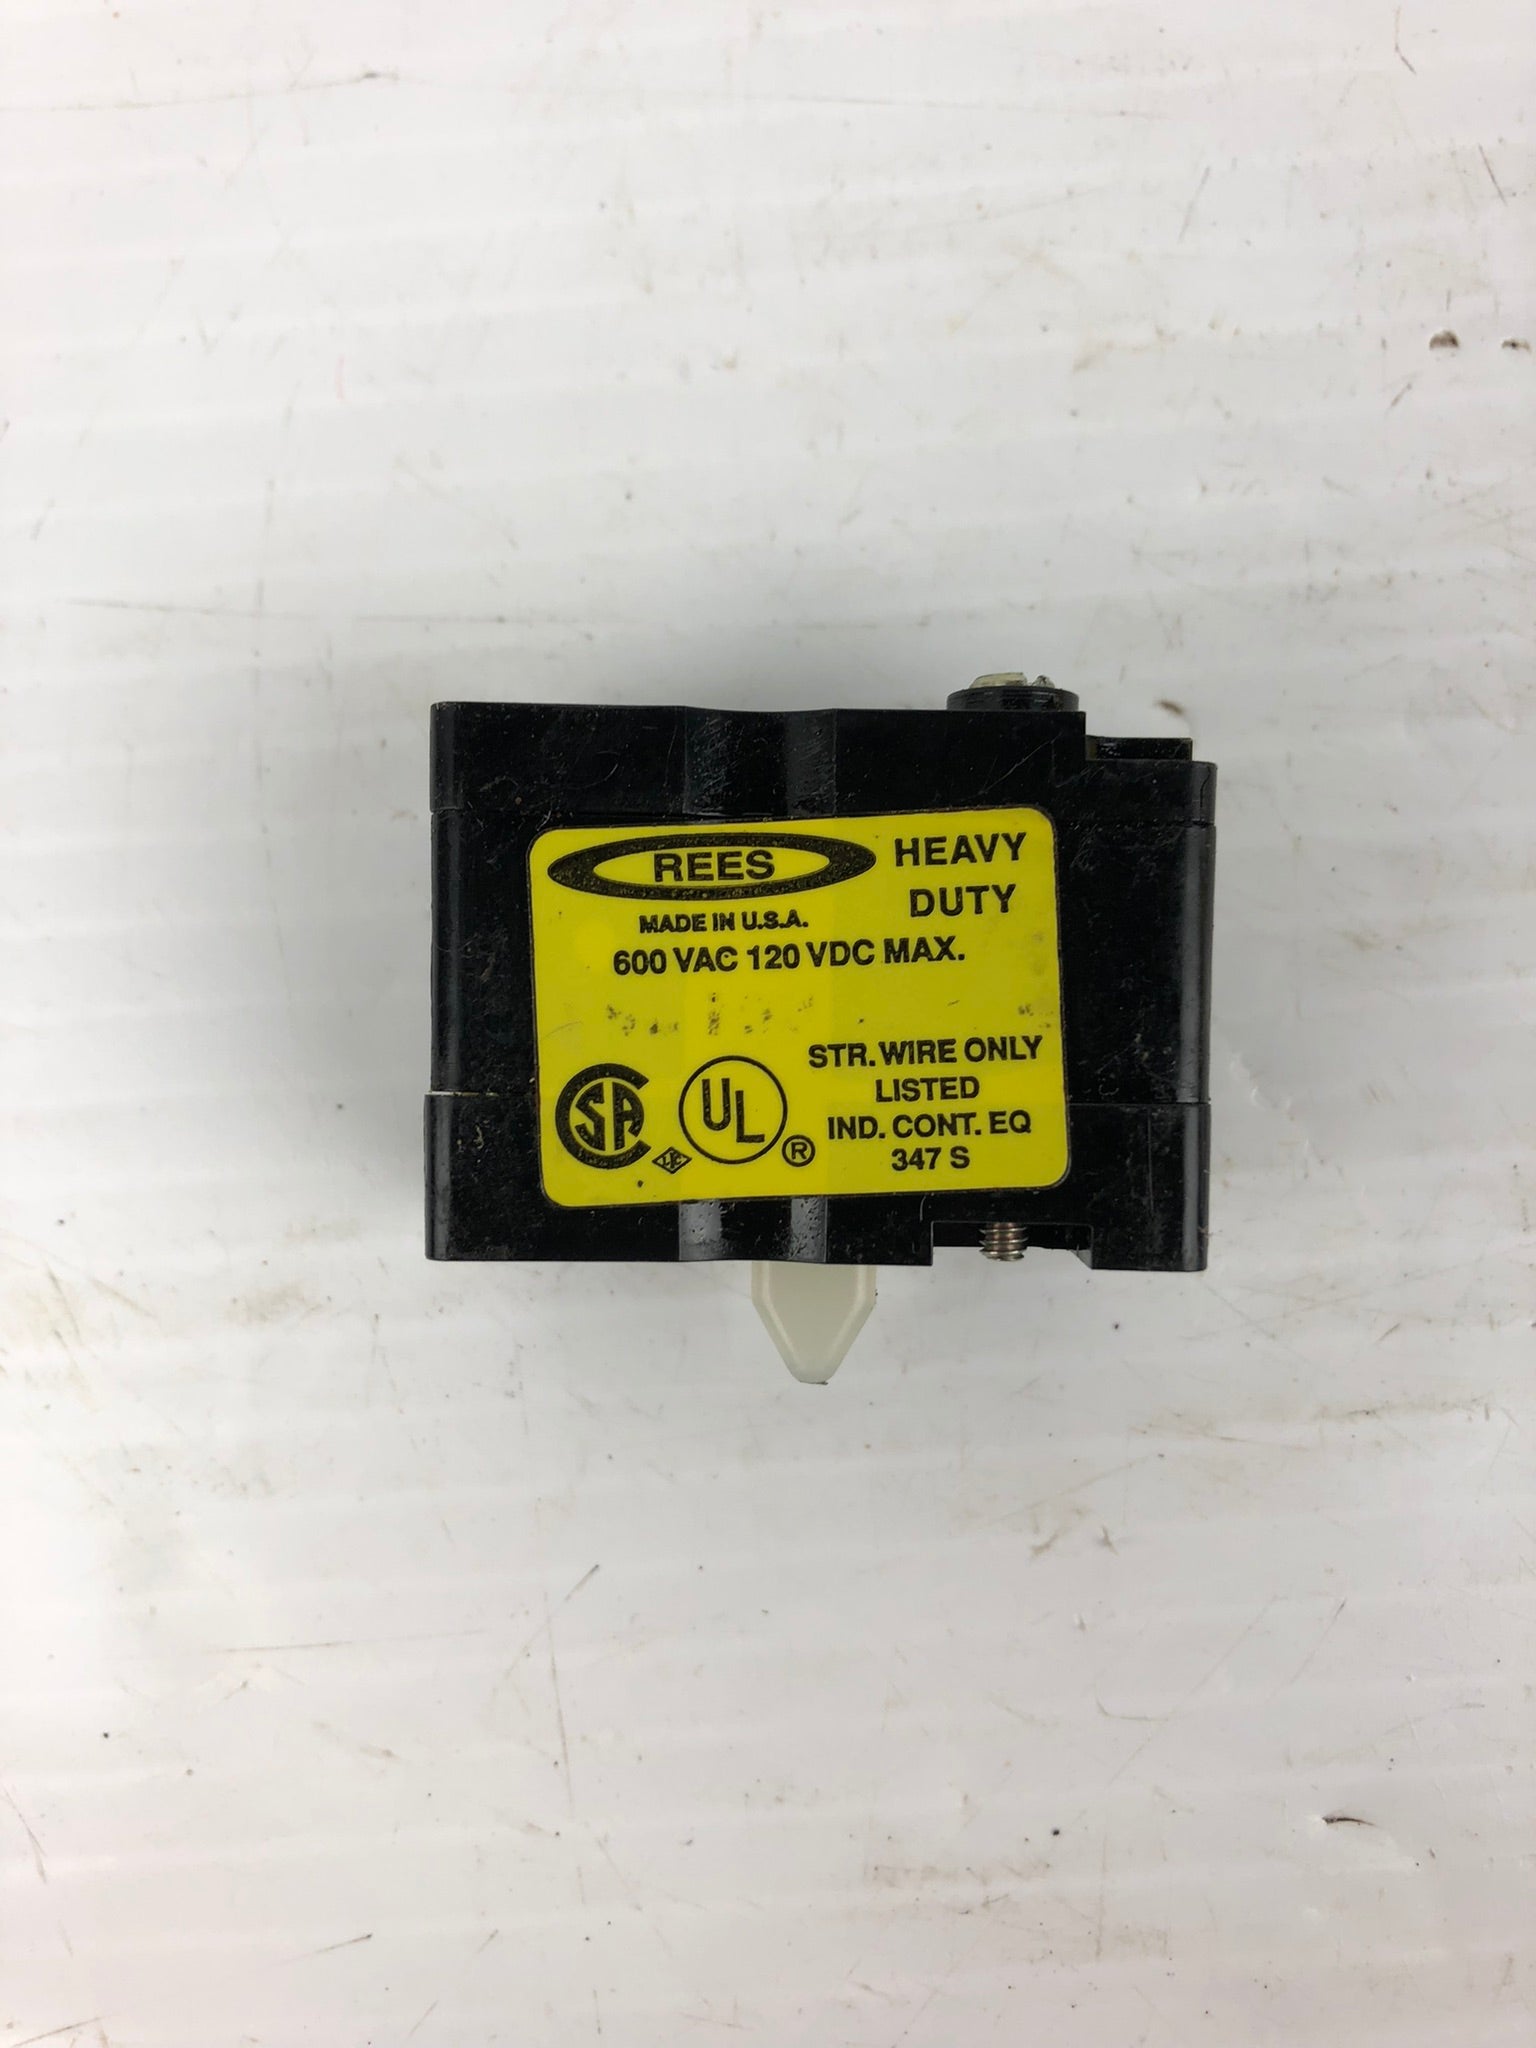 REES
HEAVY
DUTY
MADE IN U.S.A.
600 VAC 120 VDC MAX.
STR. WIRE ONLY
LISTED
IND. CONT. EQ
347 S
CSA
UL
®